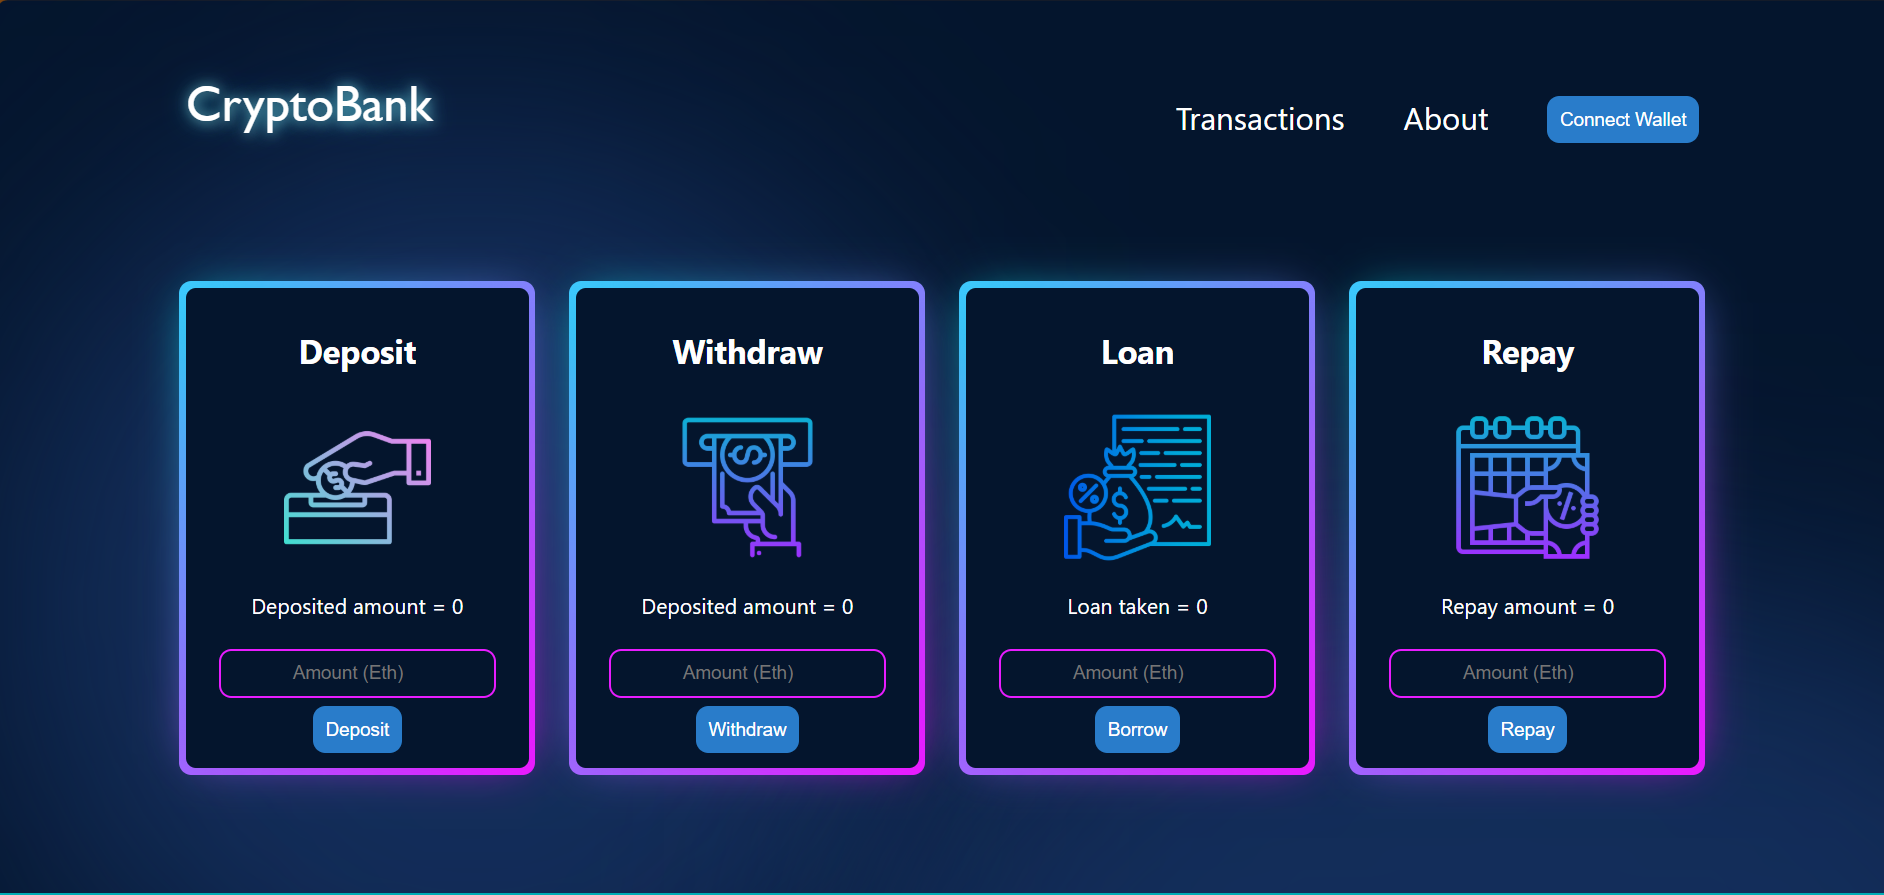 CryptoBank
Transactions
About
Connect Wallet
Deposit
Deposited amount = 0
Amount (Eth)
Deposit
Withdraw
Deposited amount = 0
Amount (Eth)
Withdraw
Loan
Loan taken = 0
Amount (Eth)
Borrow
Repay
Repay amount = 0
Amount (Eth)
Repay